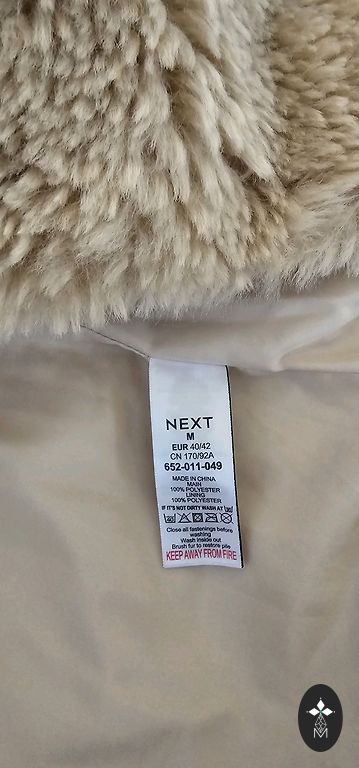 NEXT
M
EUR 40/42
CN 170/92A
652-011-049
MADE IN CHINA
MAIN
100% POLYESTER
LINING
100% POLYESTER
IF IT'S NOT DIRTY WASH AT
Close all fastenings before
washing
Wash inside out
Brush fur to restore pile
KEEP AWAY FROM FIRE
M